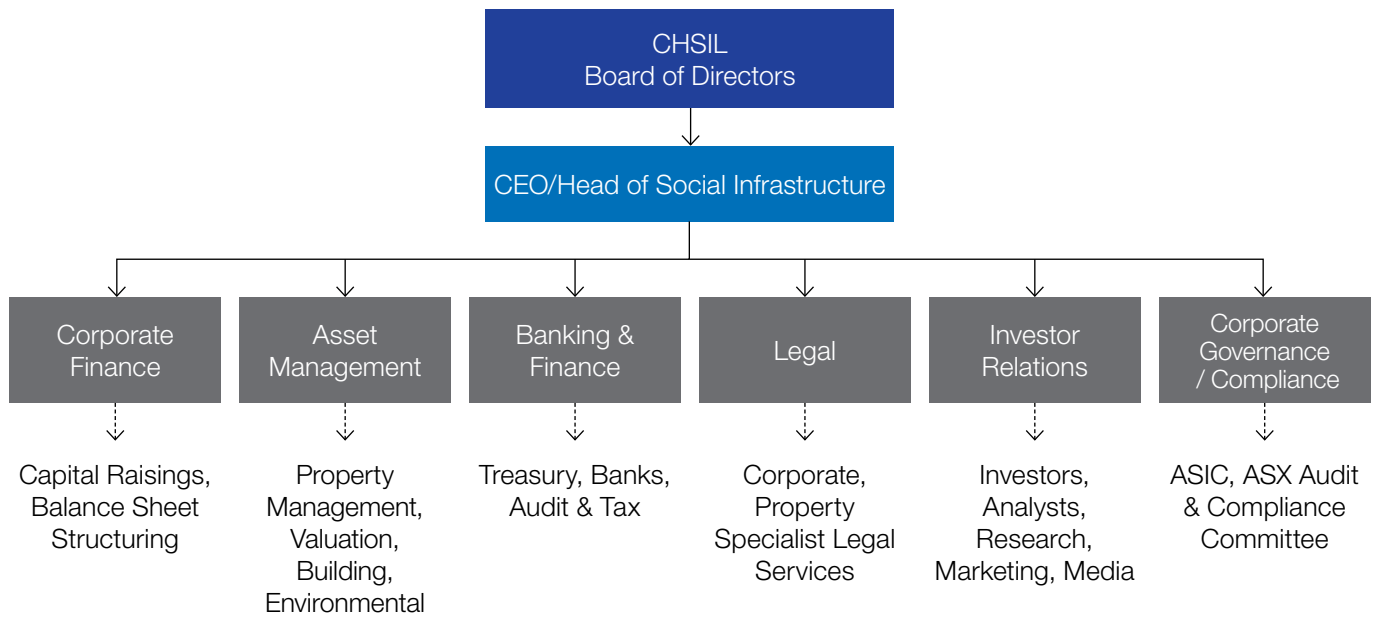 CHSIL
Board of Directors
CEO/Head of Social Infrastructure
Corporate
Finance
Asset
Management
Banking &
Finance
Legal
Investor
Relations
Corporate
Governance
/ Compliance
Capital Raisings,
Balance Sheet
Structuring
Property
Management,
Valuation,
Building,
Environmental
Treasury, Banks,
Audit & Tax
Corporate,
Property
Specialist Legal
Services
Investors,
Analysts,
Research,
Marketing, Media
ASIC, ASX Audit
& Compliance
Committee